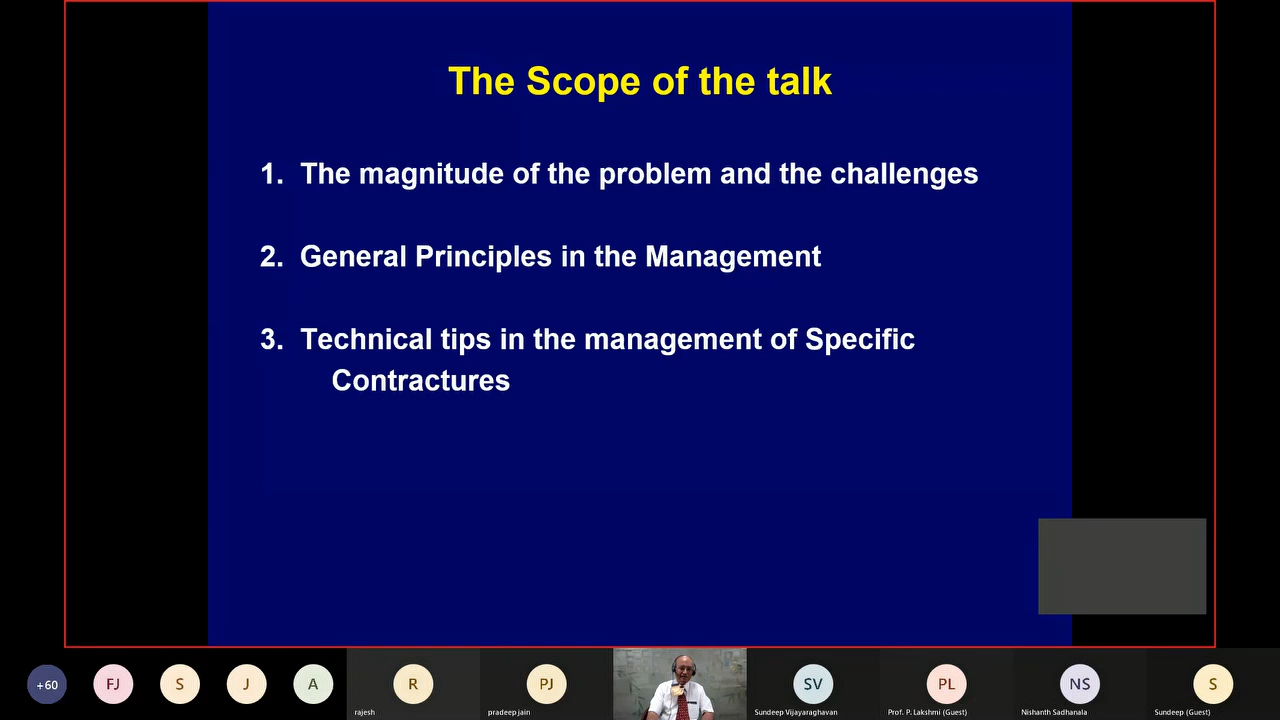 The Scope of the talk
1. The magnitude of the problem and the challenges
2. General Principles in the Management
3. Technical tips in the management of Specific
Contractures
+60
FJ
S
J
A
R
PJ
SV
PL
NS
S
rajesh
pradeep jain
Sundeep Vijayaraghavan
Prof. P. Lakshmi (Guest)
Nishanth Sadhanala
Sundeep (Guest)